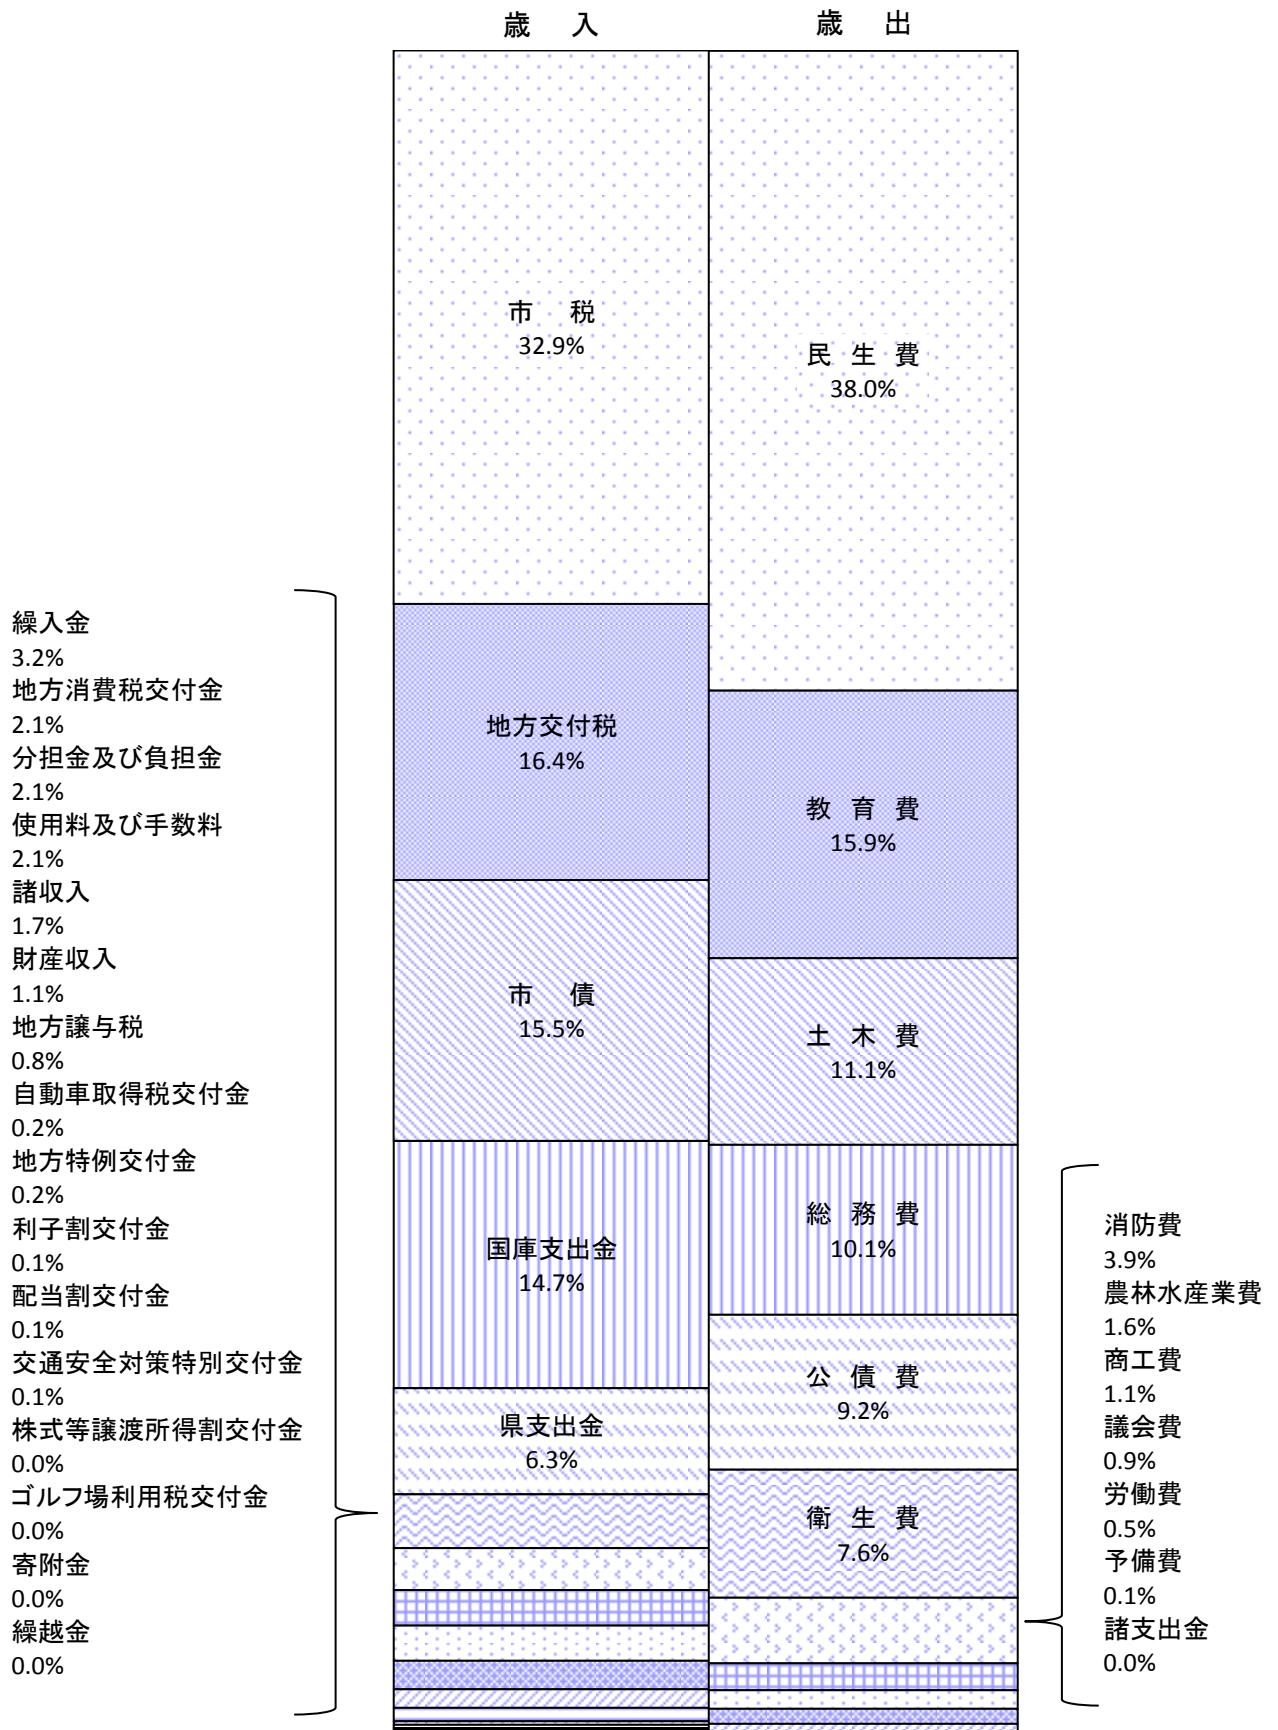 歳　入
歳　出
市　税
32.9%
地方交付税
16.4%
市　債
15.5%
国庫支出金
14.7%
県支出金
6.3%
繰入金
3.2%
地方消費税交付金
2.1%
分担金及び負担金
2.1%
使用料及び手数料
2.1%
諸収入
1.7%
財産収入
1.1%
地方譲与税
0.8%
自動車取得税交付金
0.2%
地方特例交付金
0.2%
利子割交付金
0.1%
配当割交付金
0.1%
交通安全対策特別交付金
0.1%
株式等譲渡所得割交付金
0.0%
ゴルフ場利用税交付金
0.0%
寄附金
0.0%
繰越金
0.0%
民 生 費
38.0%
教 育 費
15.9%
土 木 費
11.1%
総 務 費
10.1%
公 債 費
9.2%
衛 生 費
7.6%
消防費
3.9%
農林水産業費
1.6%
商工費
1.1%
議会費
0.9%
労働費
0.5%
予備費
0.1%
諸支出金
0.0%